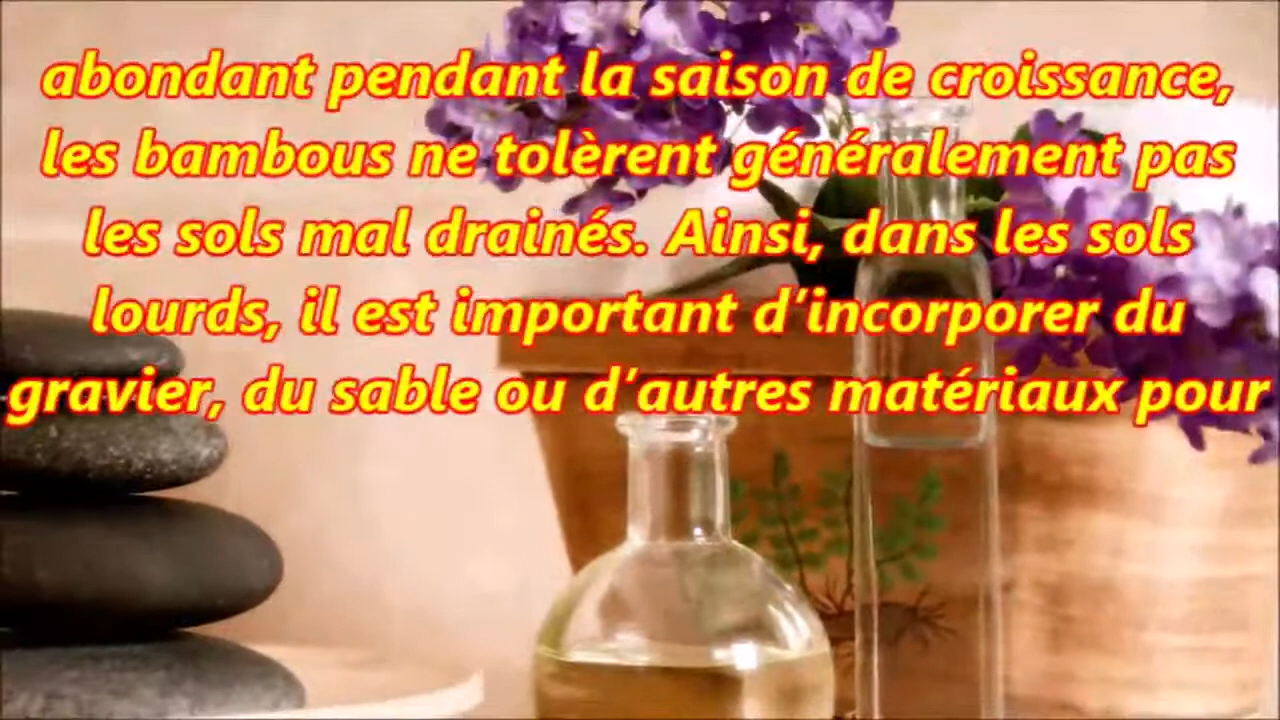 abondant pendant la saison de croissance,
les bambous ne tolèrent généralement pas
les sols mal drainés. Ainsi, dans les sols
lourds, il est important d’incorporer du
gravier, du sable ou d’autres matériaux pour